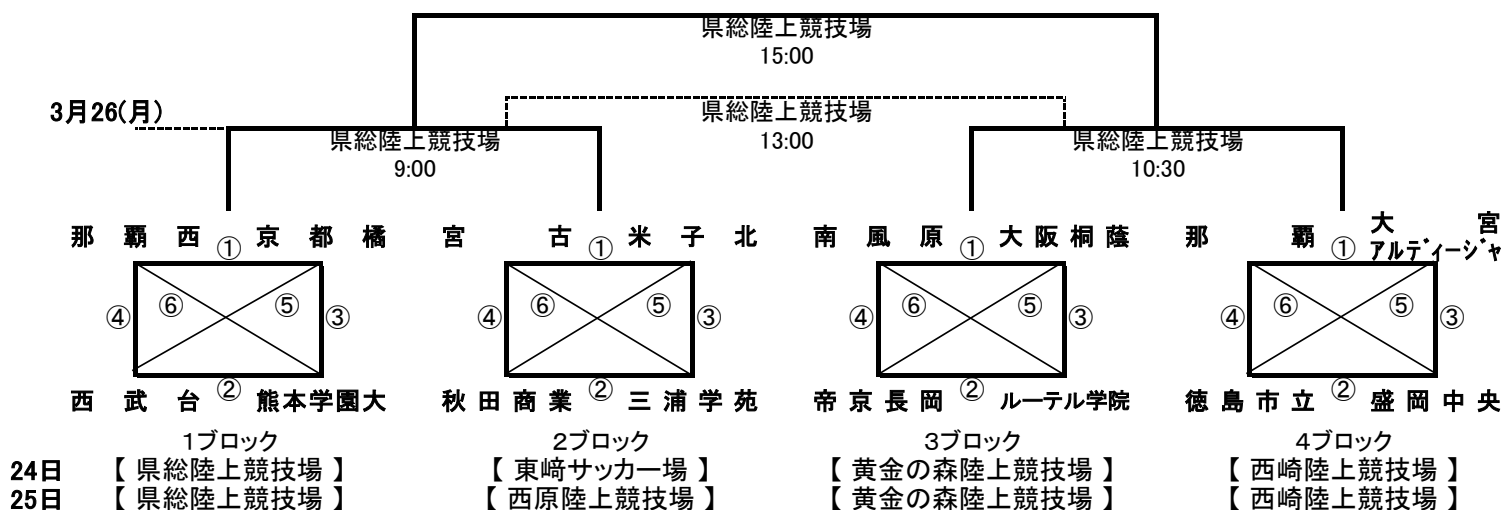 県総陸上競技場
15:00
3月26(月)
県総陸上競技場
13:00
県総陸上競技場
9:00
県総陸上競技場
10:30
那覇西 ① 京都橘
宮古 ① 米子北
南風原 ① 大阪桐蔭
那覇 ① 大宮アルディージャ
④ ⑥ ⑤ ③
④ ⑥ ⑤ ③
④ ⑥ ⑤ ③
④ ⑥ ⑤ ③
西武台 ② 熊本学園大
秋田商業 ② 三浦学苑
帝京長岡 ② ルーテル学院
徳島市立 ② 盛岡中央
1ブロック 2ブロック 3ブロック 4ブロック
24日 【 県総陸上競技場 】 【 東崎サッカー場 】 【 黄金の森陸上競技場 】 【 西崎陸上競技場 】
25日 【 県総陸上競技場 】 【 西原陸上競技場 】 【 黄金の森陸上競技場 】 【 西崎陸上競技場 】